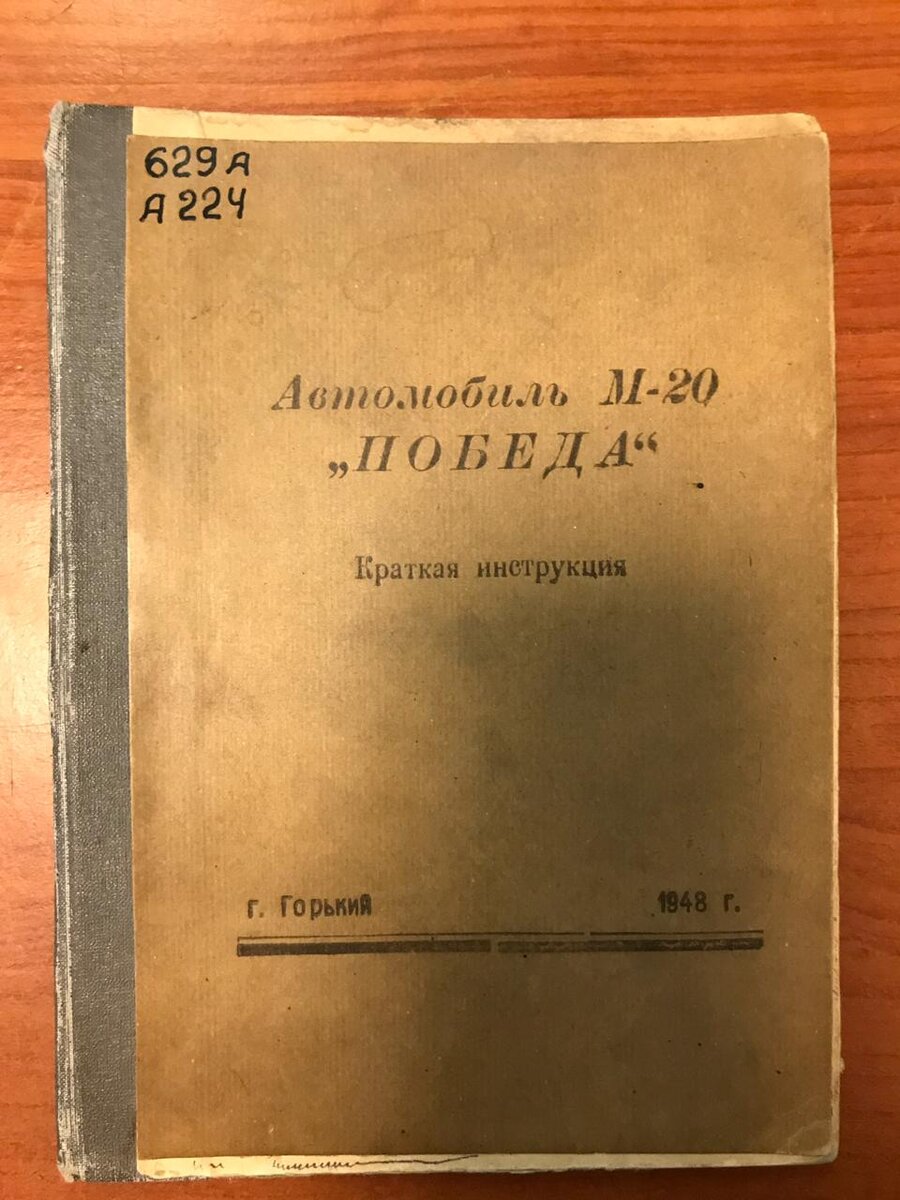 629 А
А 224
Автомобиль М-20
„ПОБЕДА“
Краткая инструкция
г. Горький 1948 г.